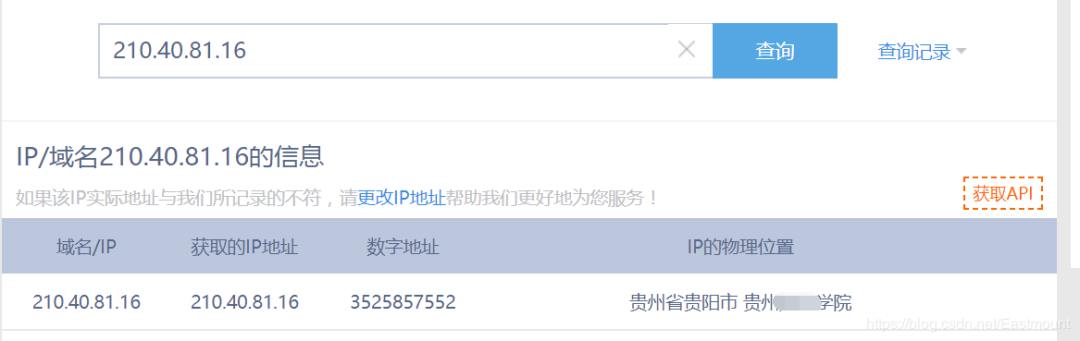 210.40.81.16 × 查询 查询记录
IP/域名210.40.81.16的信息
如果该IP实际地址与我们所记录的不符，请更改IP地址帮助我们更好地为您服务！
获取API
域名/IP 获取的IP地址 数字地址 IP的物理位置
210.40.81.16 210.40.81.16 3525857552 贵州省贵阳市 贵州 学院
https://blog.csdn.net/Eastmount